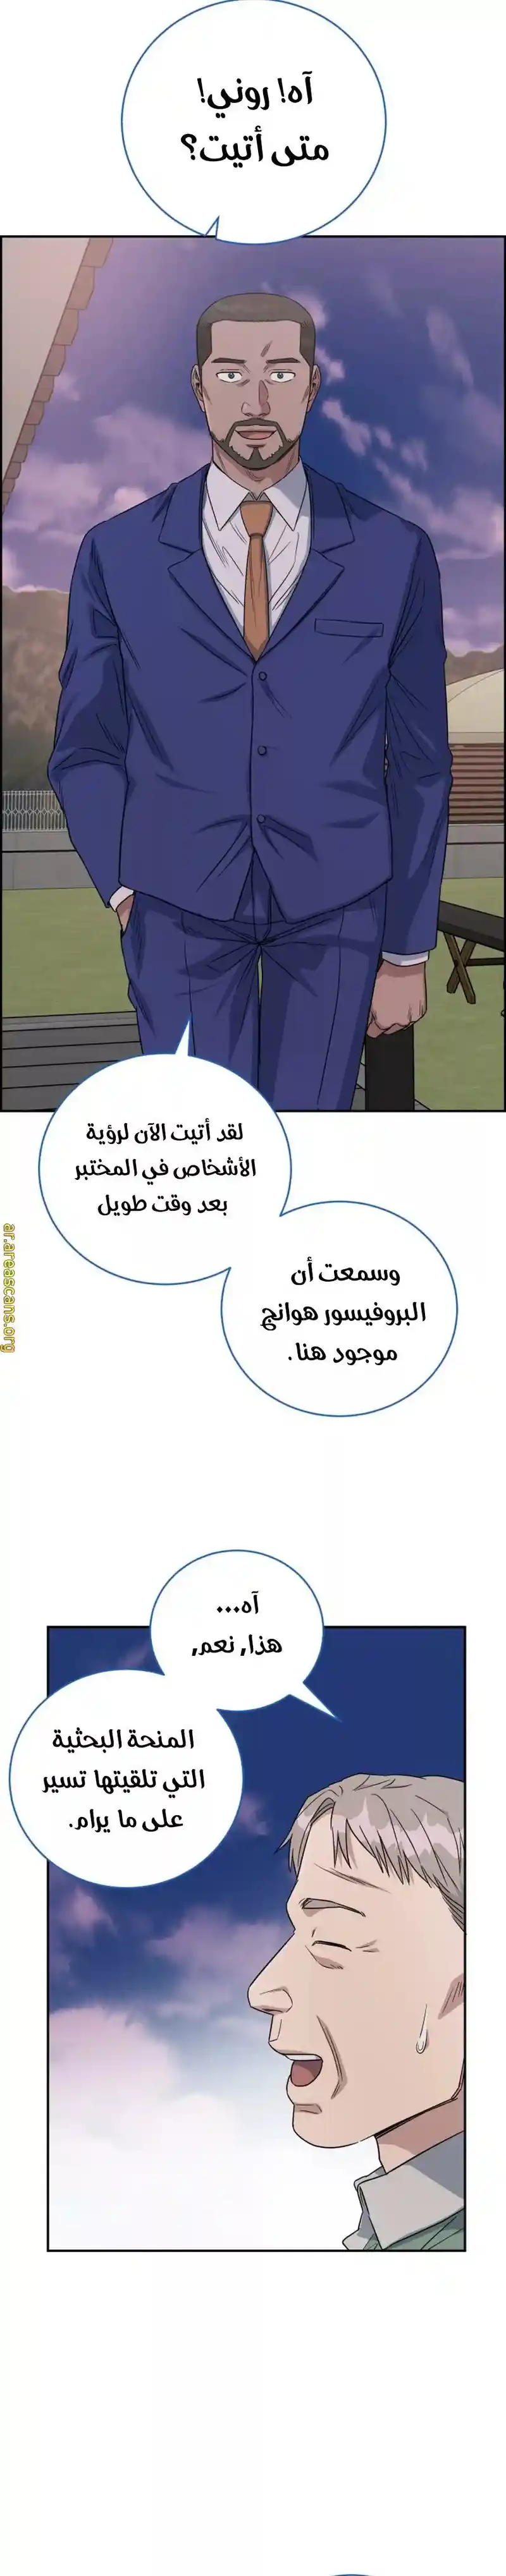 آه! روني!
متى أتيت؟
لقد أتيت الآن لرؤية
الأشخاص في المختبر
بعد وقت طويل
وسمعت أن
البروفيسور هوانج
موجود هنا.
ar.areascans.org
آه...
هذا, نعم,
المنحة البحثية
التي تلقيتها تسير
على ما يرام.